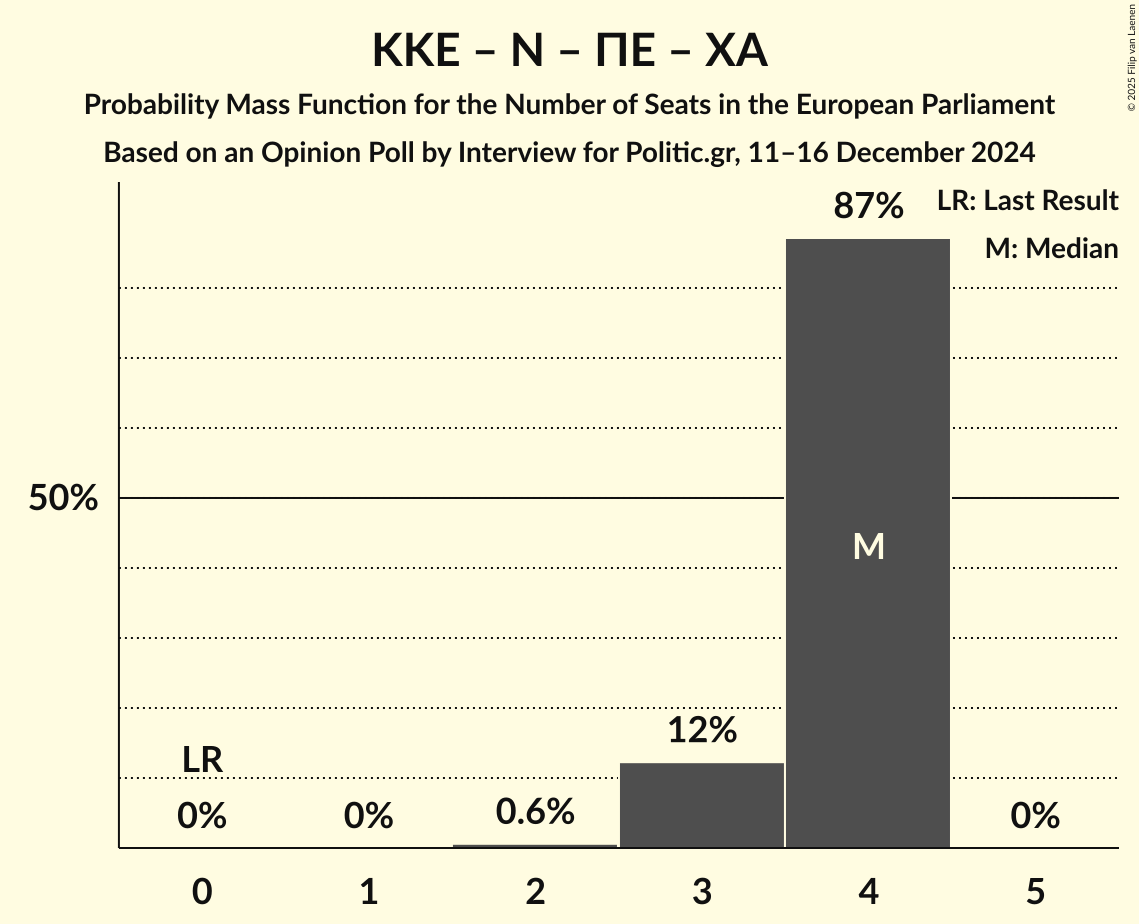 ΚΚΕ – Ν – ΠΕ – ΧΑ
Probability Mass Function for the Number of Seats in the European Parliament
Based on an Opinion Poll by Interview for Politic.gr, 11–16 December 2024
© 2025 Filip van Laenen
LR: Last Result
M: Median
87%
50%
M
12%
LR
0%
0%
0.6%
0%
0 1 2 3 4 5